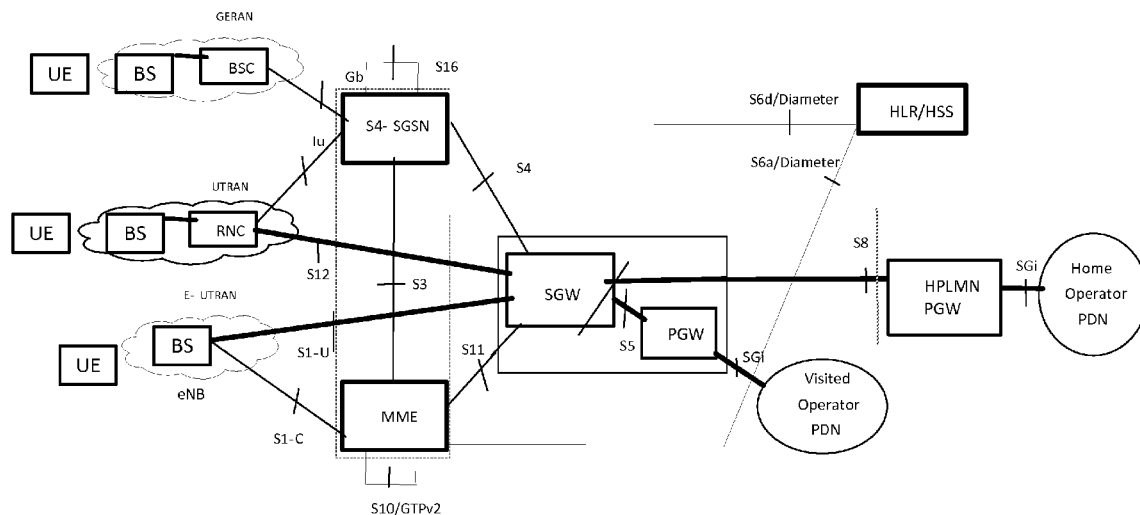 GERAN
UE
BS
BSC
Gb
S16
S4- SGSN
S6d/Diameter
HLR/HSS
Iu
S4
S6a/Diameter
UTRAN
UE
BS
RNC
S12
S3
SGW
S8
HPLMN
PGW
SGi
Home
Operator
PDN
E- UTRAN
BS
UE
eNB
S1-U
S11
S5
PGW
SGi
Visited
Operator
PDN
S1-C
MME
S10/GTPv2